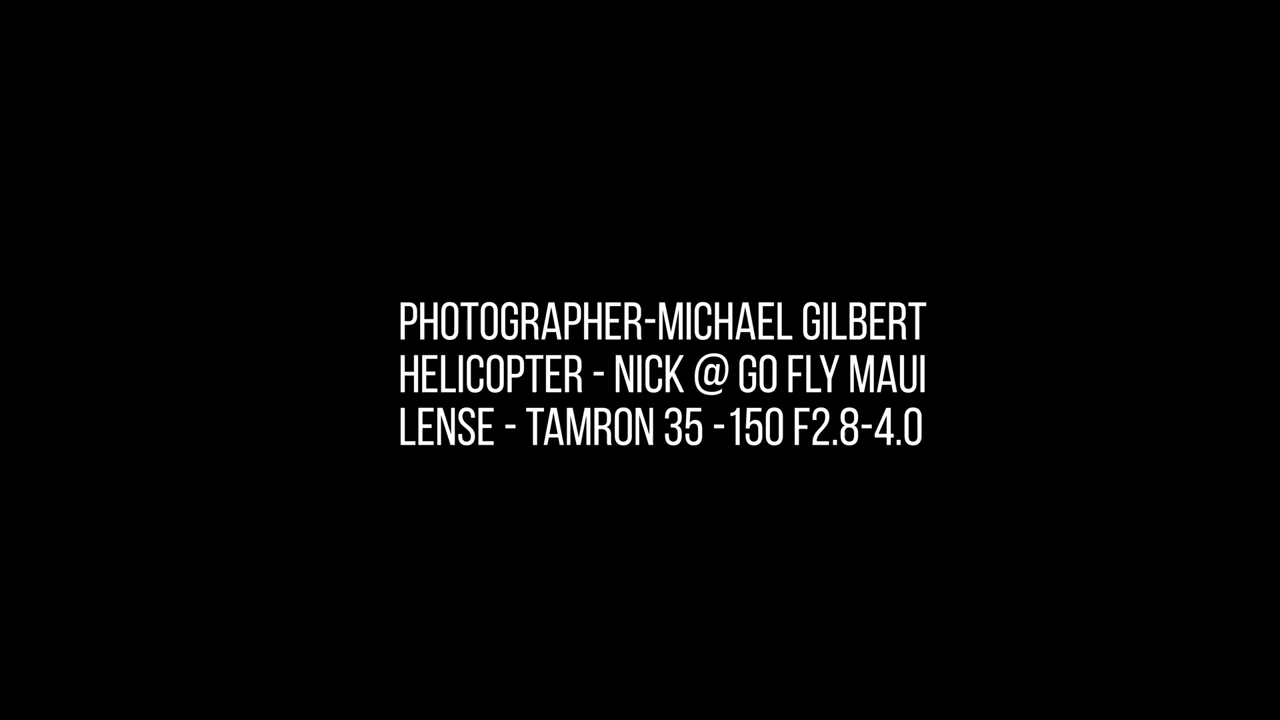 PHOTOGRAPHER-MICHAEL GILBERT
HELICOPTER - NICK @ GO FLY MAUI
LENSE - TAMRON 35 -150 F2.8-4.0